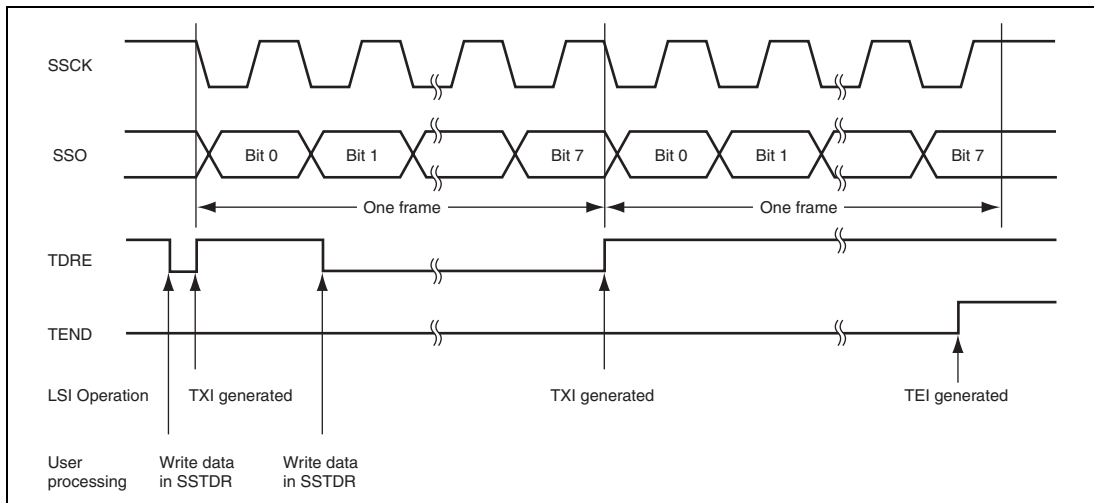 SSCK
SSO
Bit 0
Bit 1
Bit 7
Bit 0
Bit 1
Bit 7
One frame
One frame
TDRE
TEND
LSI Operation
TXI generated
TXI generated
TEI generated
User
processing
Write data
in SSTDR
Write data
in SSTDR